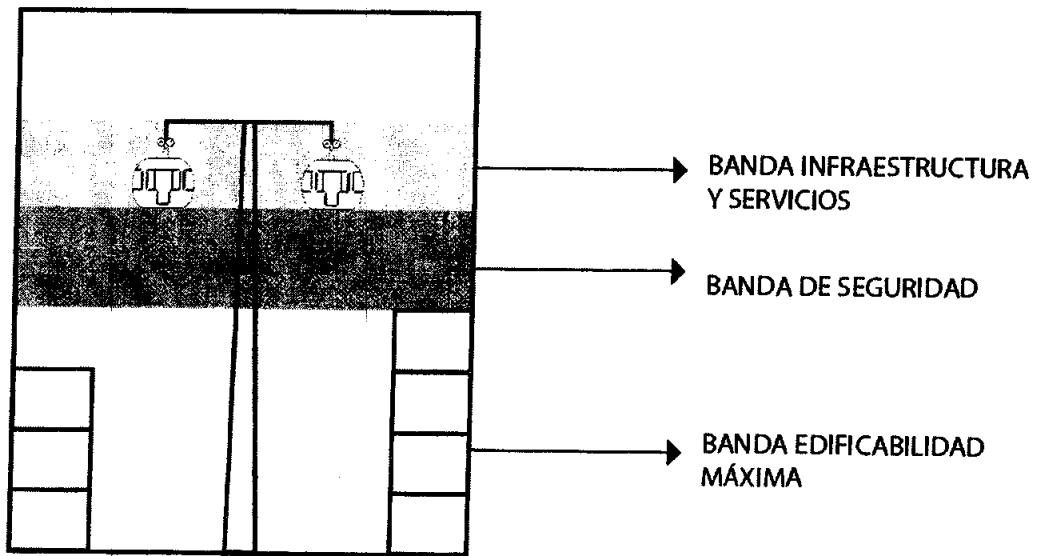 BANDA INFRAESTRUCTURA
Y SERVICIOS
BANDA DE SEGURIDAD
BANDA EDIFICABILIDAD
MÁXIMA